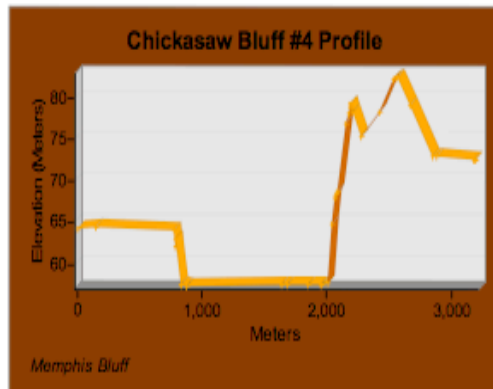 Chickasaw Bluff #4 Profile
Elevation (Meters)
80
75
70
65
60
0 1,000 2,000 3,000
Meters
Memphis Bluff